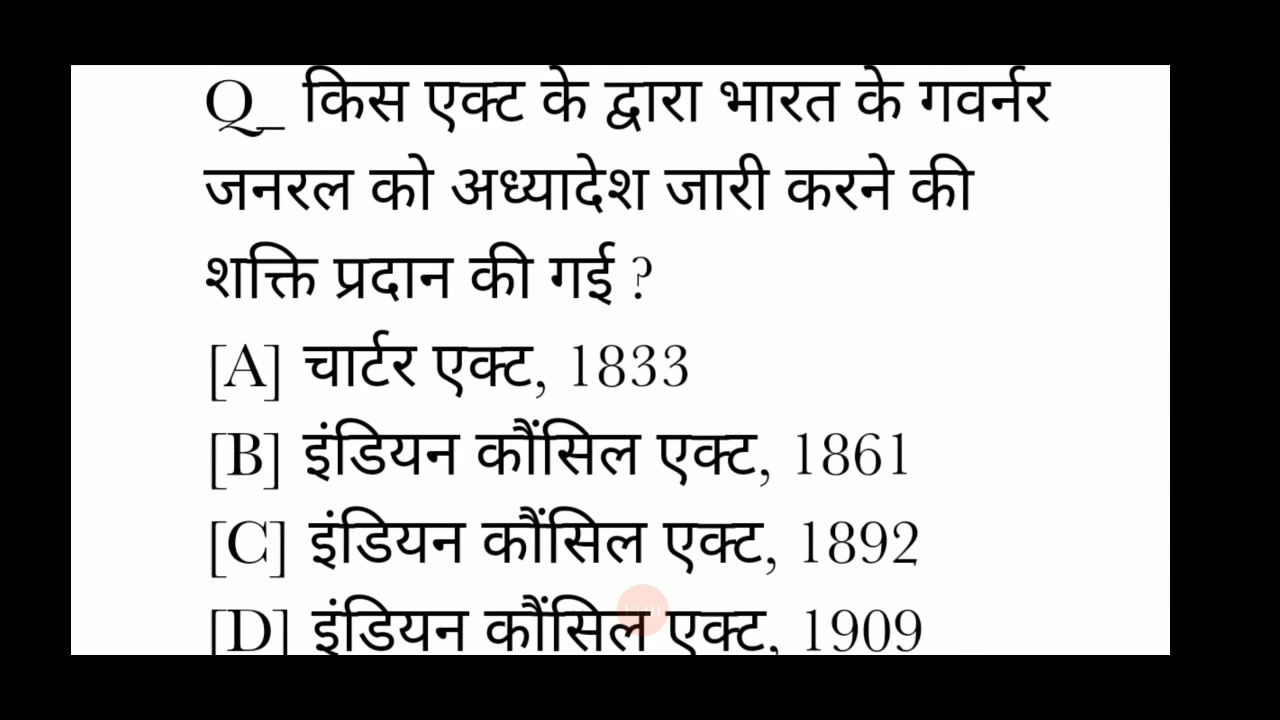 Q_ किस एक्ट के द्वारा भारत के गवर्नर
जनरल को अध्यादेश जारी करने की
शक्ति प्रदान की गई ?
[A] चार्टर एक्ट, 1833
[B] इंडियन कौंसिल एक्ट, 1861
[C] इंडियन कौंसिल एक्ट, 1892
[D] इंडियन कौंसिल एक्ट, 1909